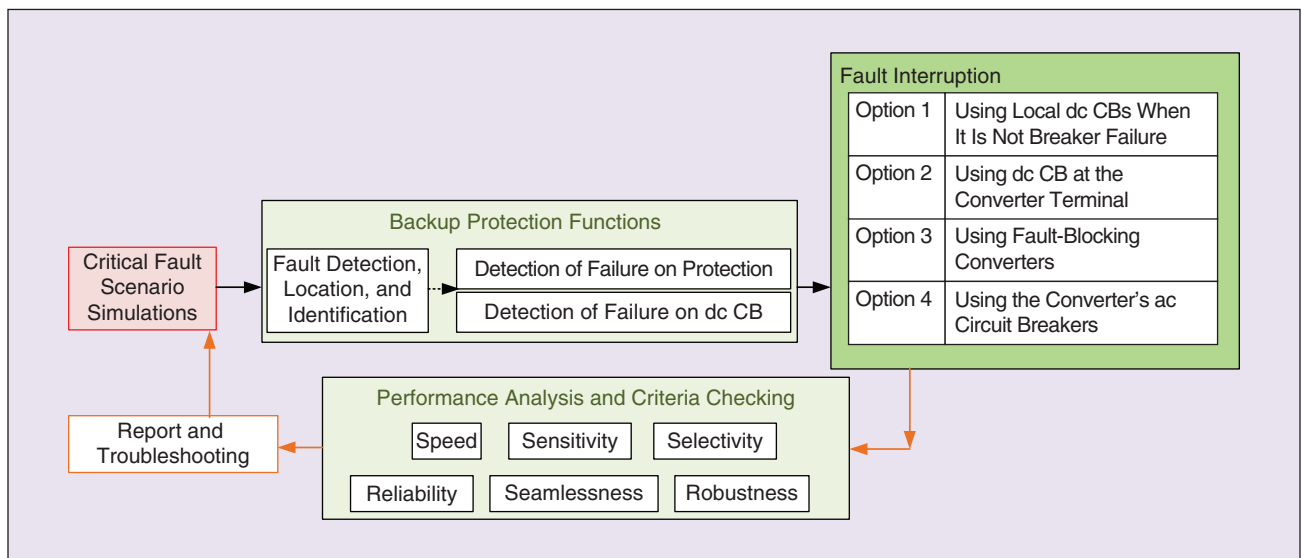 Critical Fault
Scenario
Simulations
Backup Protection Functions
Fault Detection,
Location, and
Identification
Detection of Failure on Protection
Detection of Failure on dc CB
Fault Interruption
Option 1
Using Local dc CBs When
It Is Not Breaker Failure
Option 2
Using dc CB at the
Converter Terminal
Option 3
Using Fault-Blocking
Converters
Option 4
Using the Converter's ac
Circuit Breakers
Performance Analysis and Criteria Checking
Speed
Sensitivity
Selectivity
Reliability
Seamlessness
Robustness
Report and
Troubleshooting